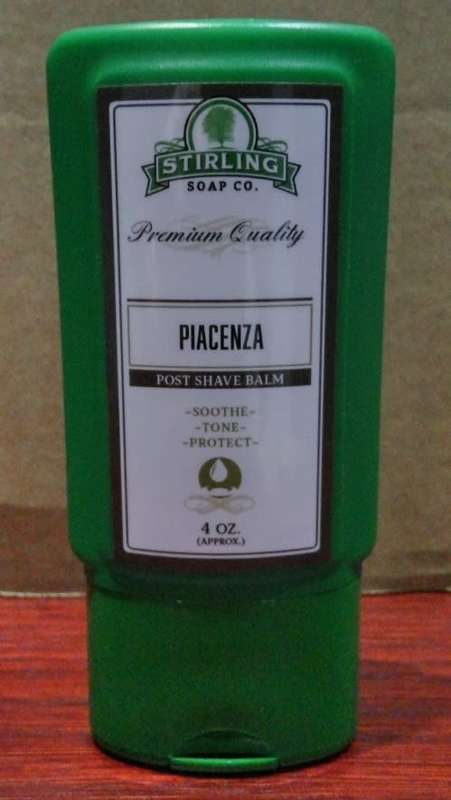 STIRLING
SOAP CO.
Premium Quality
PIACENZA
POST SHAVE BALM
~SOOTHE~
~TONE~
~PROTECT~
4 OZ.
(APPROX.)